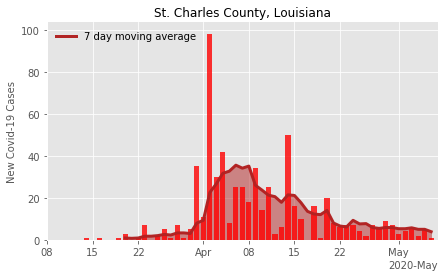 St. Charles County, Louisiana
7 day moving average
New Covid-19 Cases
100
80
60
40
20
0
08 15 22 Apr 08 15 22 May
2020-May